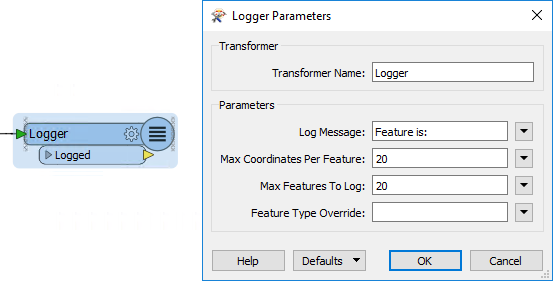 Logger
Logged
Logger Parameters
Transformer
Transformer Name: Logger
Parameters
Log Message: Feature is:
Max Coordinates Per Feature: 20
Max Features To Log: 20
Feature Type Override:
Help Defaults OK Cancel